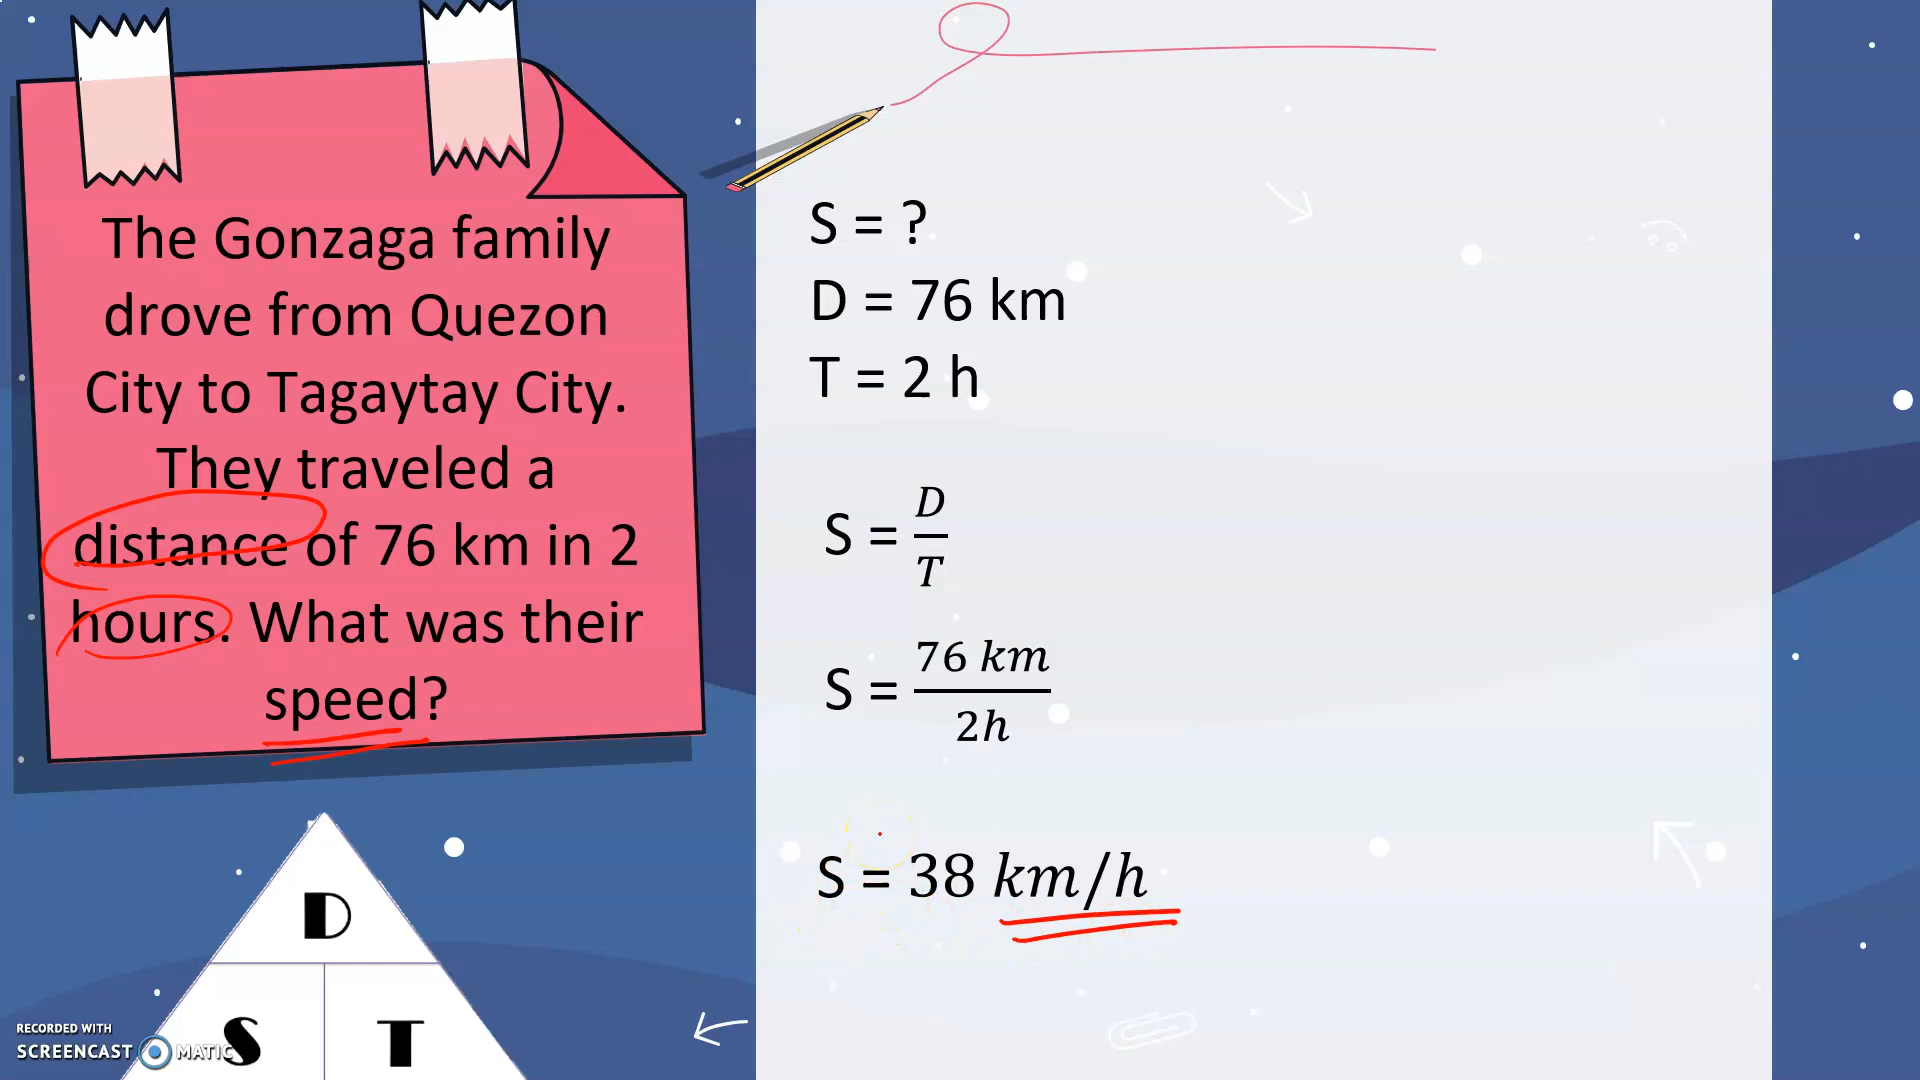 The Gonzaga family
drove from Quezon
City to Tagaytay City.
They traveled a
distance of 76 km in 2
hours. What was their
speed?
S = ?
D = 76 km
T = 2 h
S = D/T
S = 76 km/2h
S = 38 km/h
D
S T
RECORDED WITH
SCREENCAST MATIC